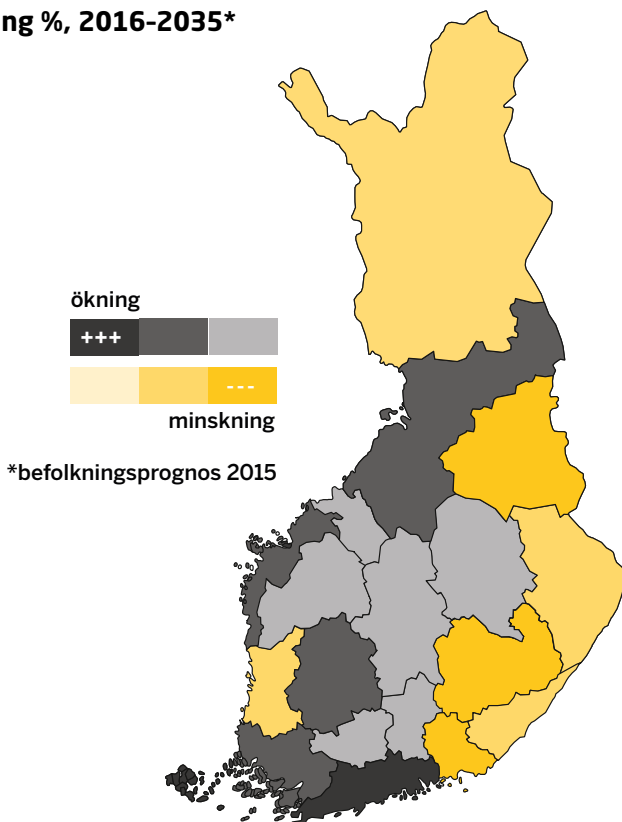 ng %, 2016-2035*
ökning
+++
---
minskning
*befolkningsprognos 2015